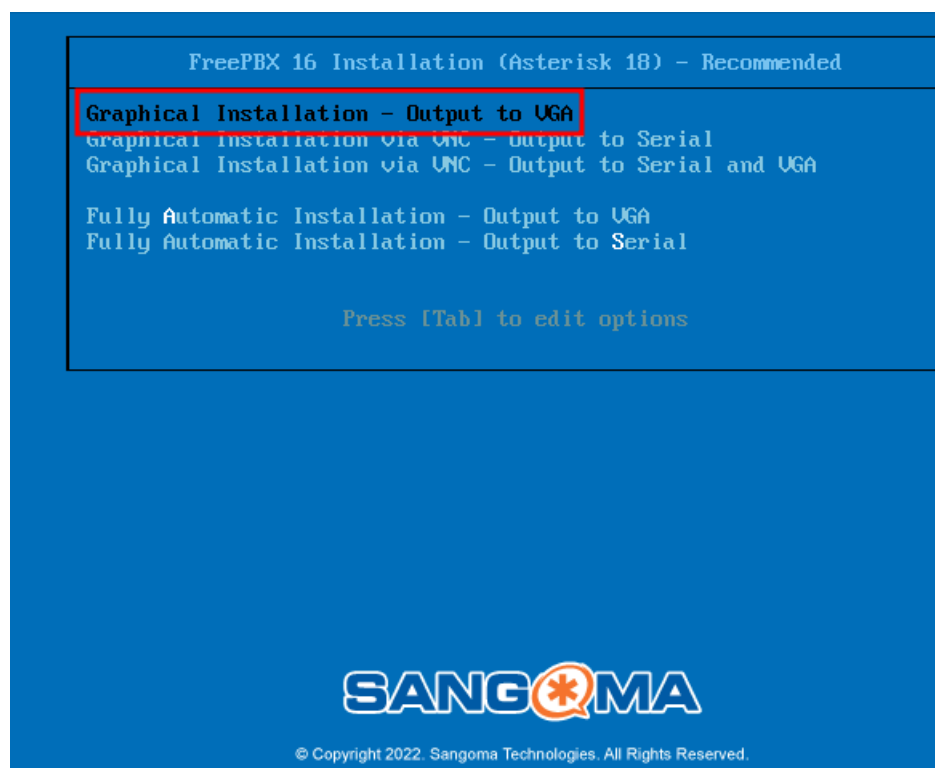 FreePBX 16 Installation (Asterisk 18) - Recommended
Graphical Installation - Output to VGA
Graphical Installation via VNC - Output to Serial
Graphical Installation via VNC - Output to Serial and VGA
Fully Automatic Installation - Output to VGA
Fully Automatic Installation - Output to Serial
Press [Tab] to edit options
SANGOMA
© Copyright 2022. Sangoma Technologies. All Rights Reserved.